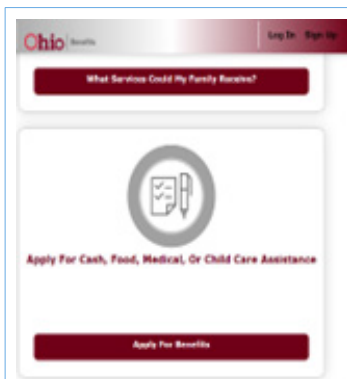 Ohio Benefits
Log In Sign Up
What Services Could My Family Receive?
Apply For Cash, Food, Medical, Or Child Care Assistance
Apply For Benefits